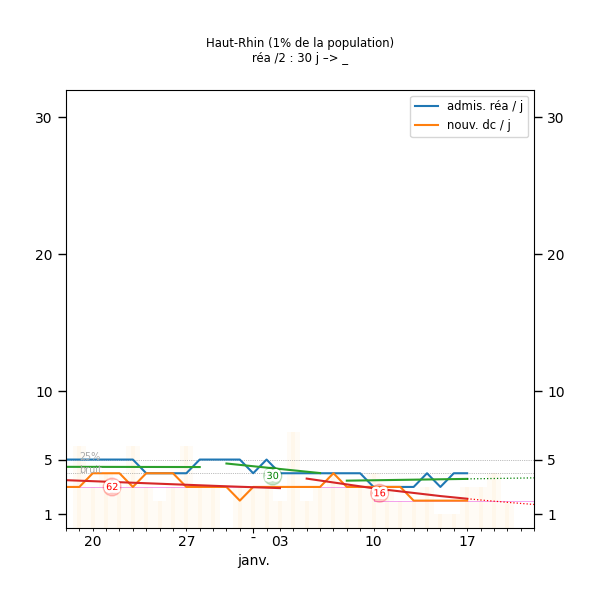 Haut-Rhin (1% de la population)
réa /2 : 30 j –> _
admis. réa / j
nouv. dc / j
30 30
20 20
10 10
5 5
1 1
25%
62
30
16
20 27 - 03 10 17
janv.